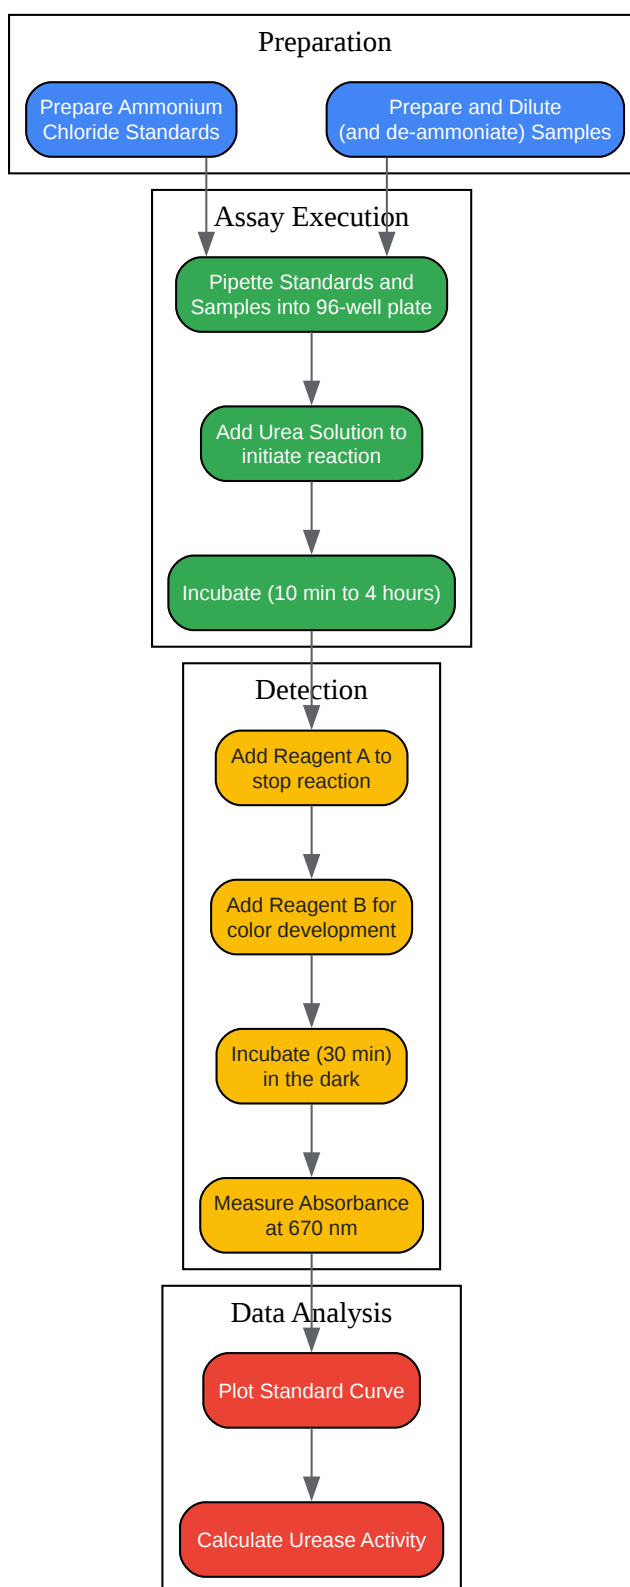 Preparation
Prepare Ammonium
Chloride Standards
Prepare and Dilute
(and de-ammoniate) Samples
Assay Execution
Pipette Standards and
Samples into 96-well plate
Add Urea Solution to
initiate reaction
Incubate (10 min to 4 hours)
Detection
Add Reagent A to
stop reaction
Add Reagent B for
color development
Incubate (30 min)
in the dark
Measure Absorbance
at 670 nm
Data Analysis
Plot Standard Curve
Calculate Urease Activity